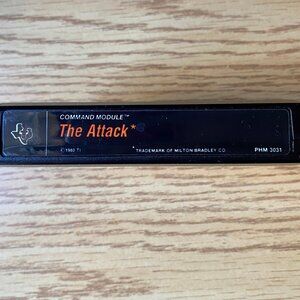 COMMAND MODULE™
The Attack*
© 1980 TI
TRADEMARK OF MILTON BRADLEY CO.
PHM 3031